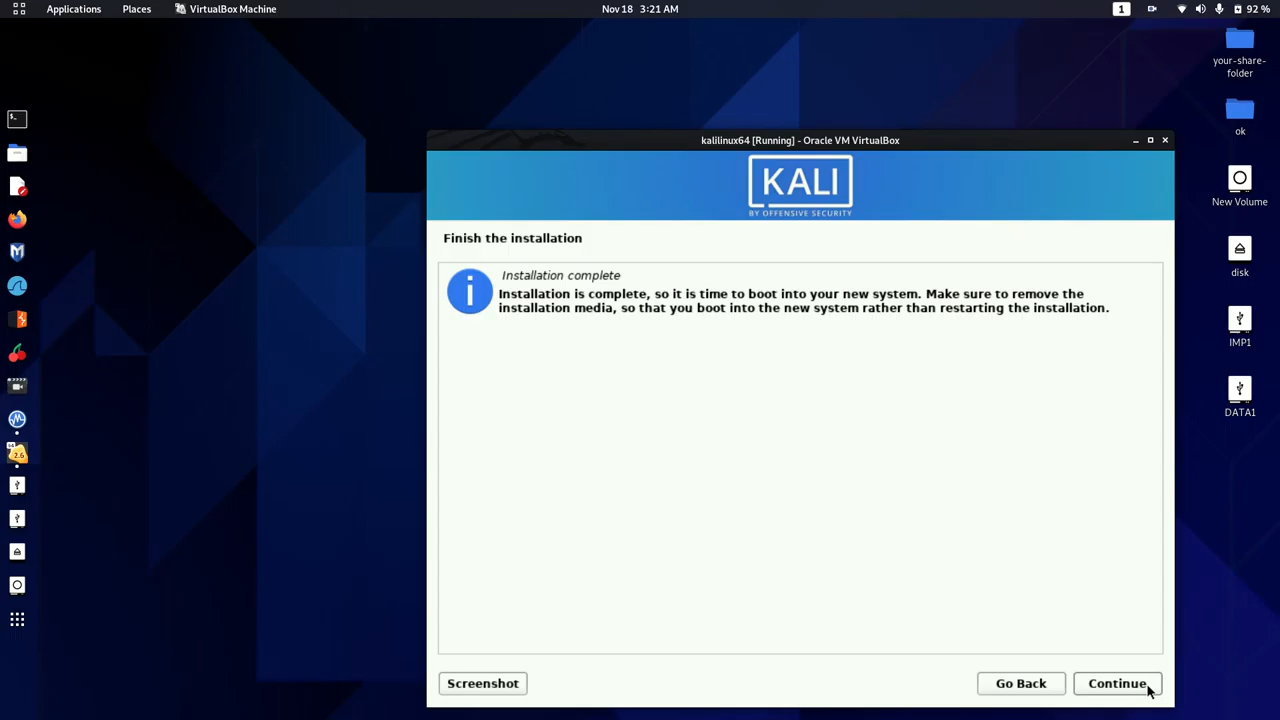 Applications Places VirtualBox Machine Nov 18 3:21 AM 1 92 %
your-share-
folder
ok
New Volume
disk
IMP1
DATA1
kalilinux64 [Running] - Oracle VM VirtualBox
KALI
BY OFFENSIVE SECURITY
Finish the installation
Installation complete
Installation is complete, so it is time to boot into your new system. Make sure to remove the
installation media, so that you boot into the new system rather than restarting the installation.
Screenshot Go Back Continue
2.6